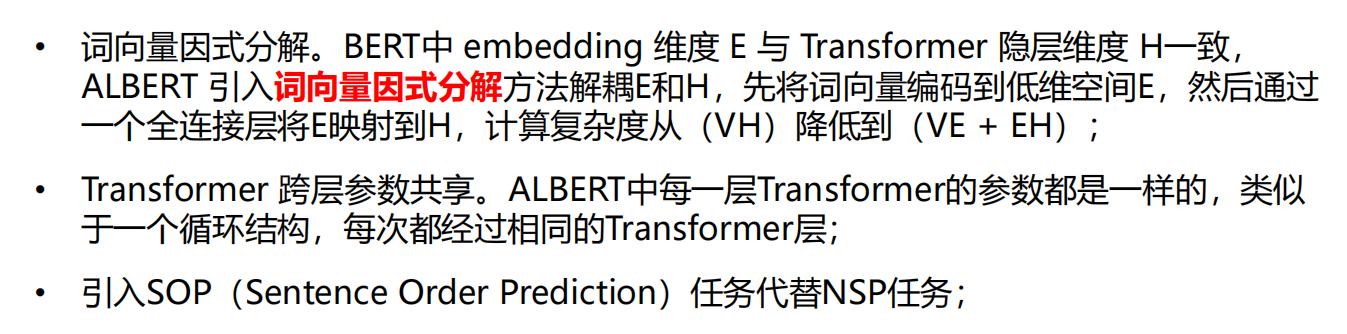 • 词向量因式分解。BERT中 embedding 维度 E 与 Transformer 隐层维度 H一致，
ALBERT 引入词向量因式分解方法解耦E和H，先将词向量编码到低维空间E，然后通过
一个全连接层将E映射到H，计算复杂度从（VH）降低到（VE + EH）；
• Transformer 跨层参数共享。ALBERT中每一层Transformer的参数都是一样的，类似
于一个循环结构，每次都经过相同的Transformer层；
• 引入SOP（Sentence Order Prediction）任务代替NSP任务；